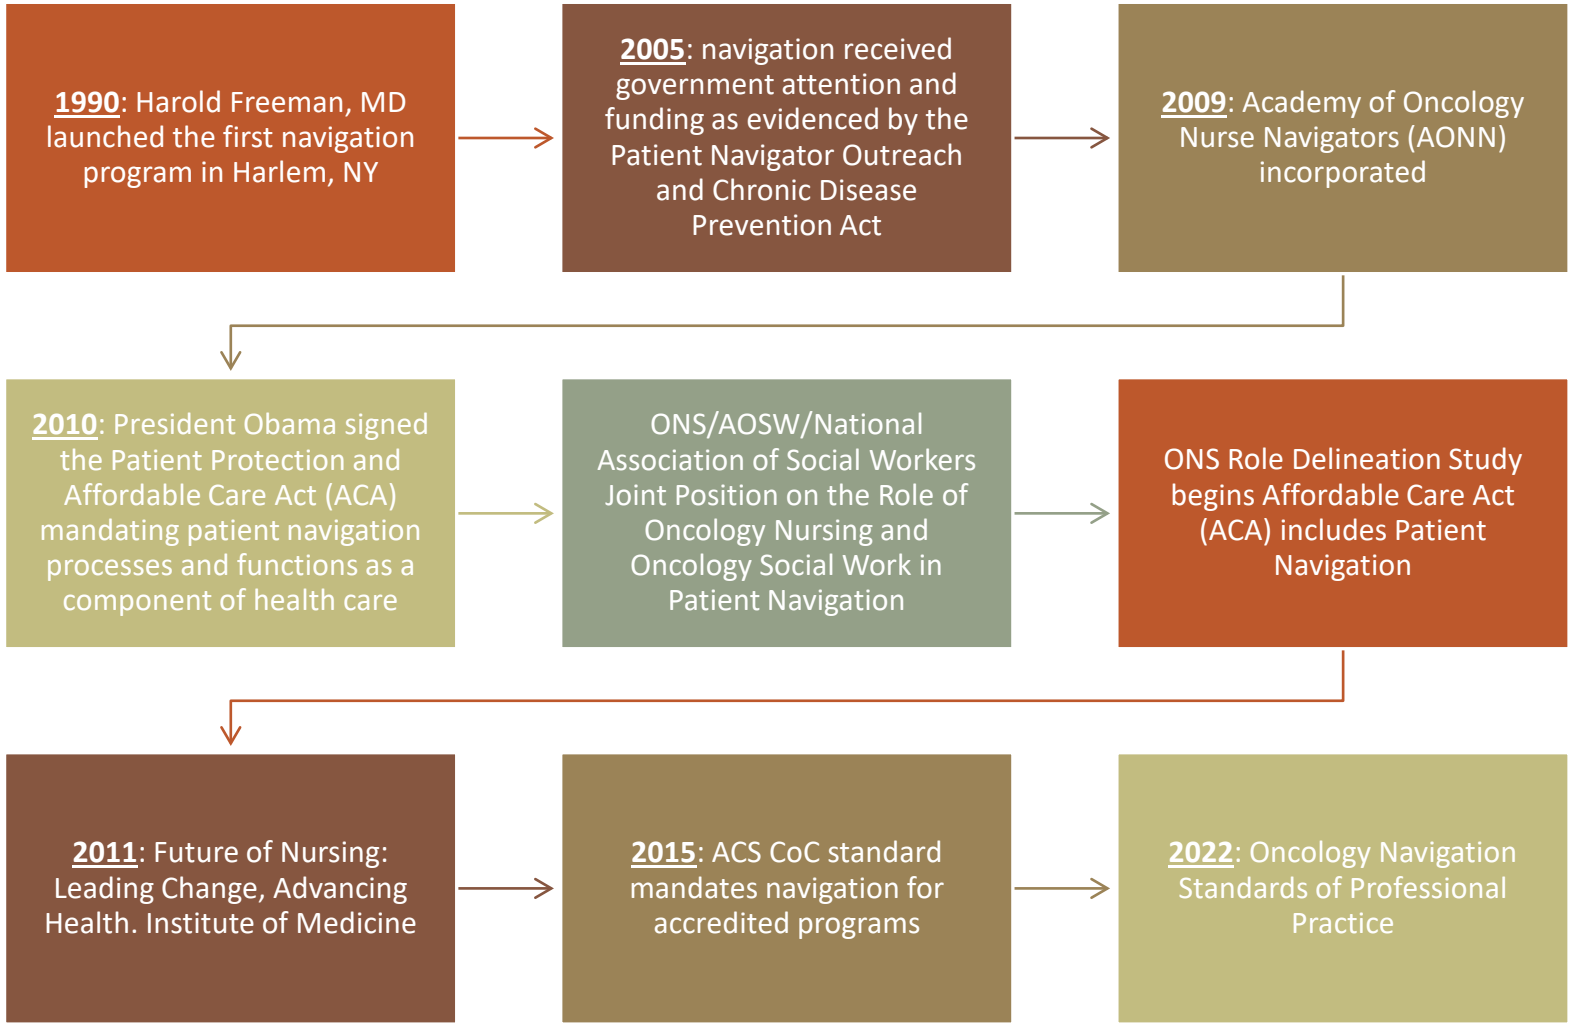 1990: Harold Freeman, MD
launched the first navigation
program in Harlem, NY
2005: navigation received
government attention and
funding as evidenced by the
Patient Navigator Outreach
and Chronic Disease
Prevention Act
2009: Academy of Oncology
Nurse Navigators (AONN)
incorporated
2010: President Obama signed
the Patient Protection and
Affordable Care Act (ACA)
mandating patient navigation
processes and functions as a
component of health care
ONS/AOSW/National
Association of Social Workers
Joint Position on the Role of
Oncology Nursing and
Oncology Social Work in
Patient Navigation
ONS Role Delineation Study
begins Affordable Care Act
(ACA) includes Patient
Navigation
2011: Future of Nursing:
Leading Change, Advancing
Health. Institute of Medicine
2015: ACS CoC standard
mandates navigation for
accredited programs
2022: Oncology Navigation
Standards of Professional
Practice